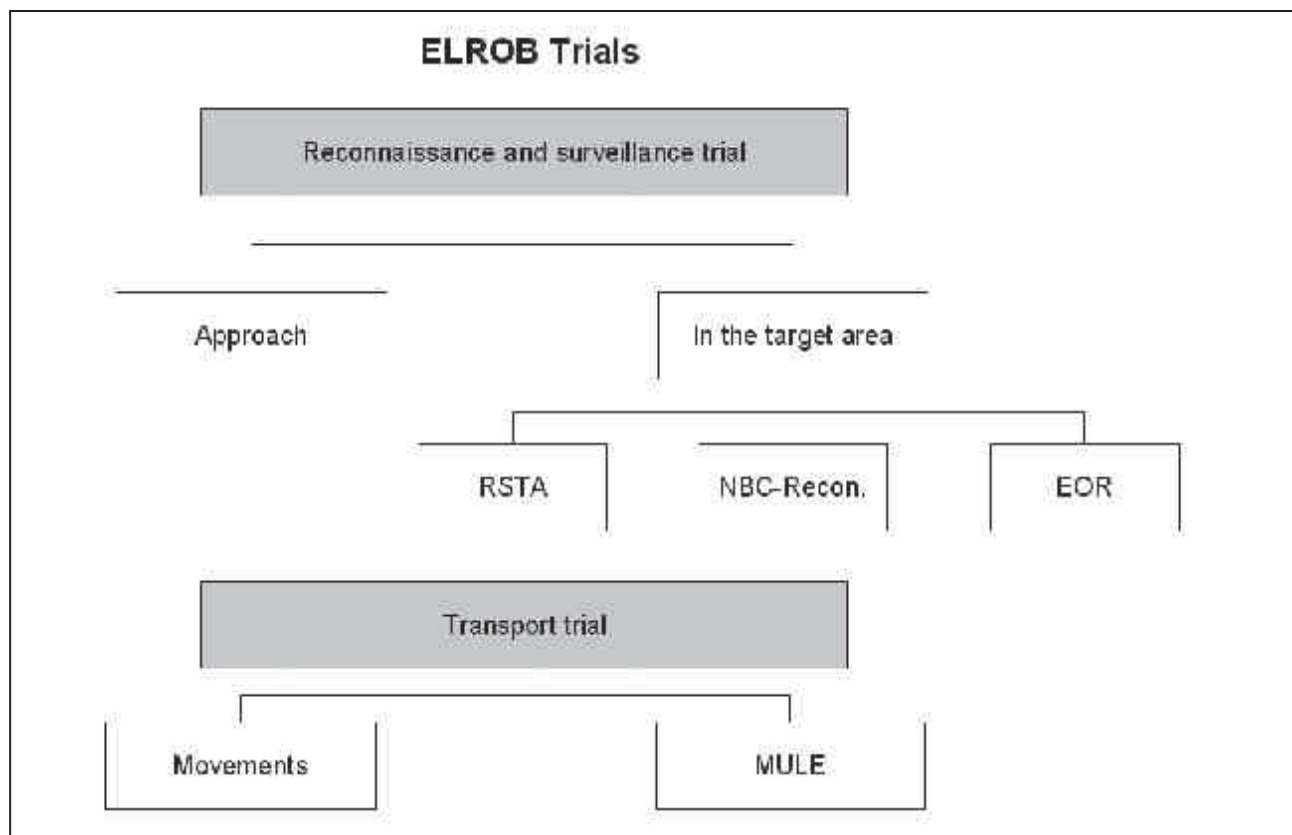 ELROB Trials
Reconnaissance and surveillance trial
Approach
In the target area
RSTA
NBC-Recon.
EOR
Transport trial
Movements
MULE